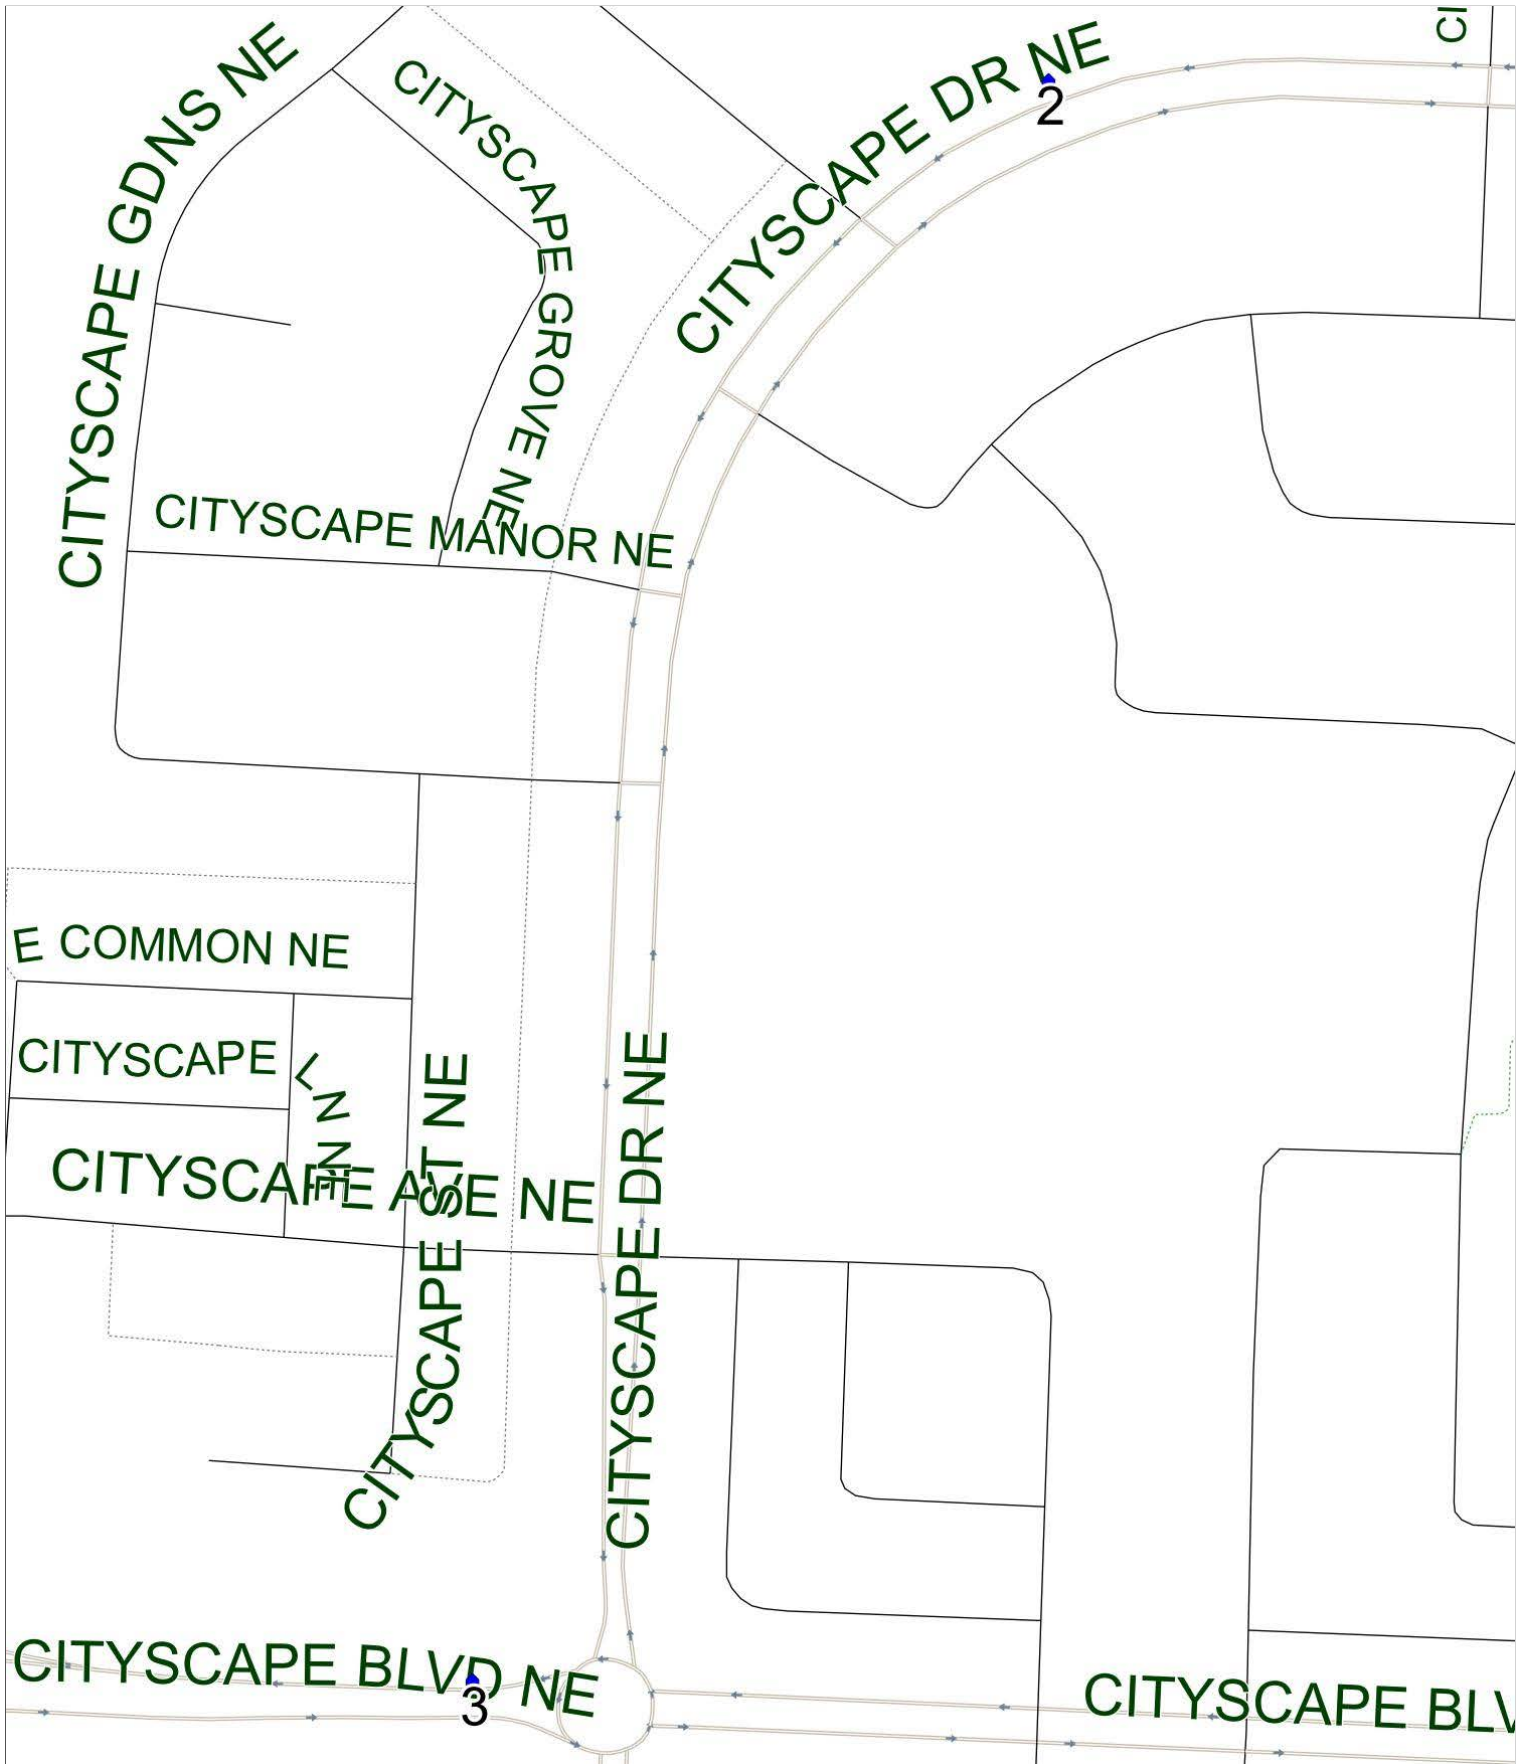 CI
CITYSCAPE GDNS NE
CITYSCAPE GROVE NE
CITYSCAPE DR NE
2
CITYSCAPE MANOR NE
E COMMON NE
CITYSCAPE LN NE
CITYSCAPE AVE NE
CITYSCAPE ST NE
CITYSCAPE DR NE
CITYSCAPE BLVD NE
3
CITYSCAPE BLV